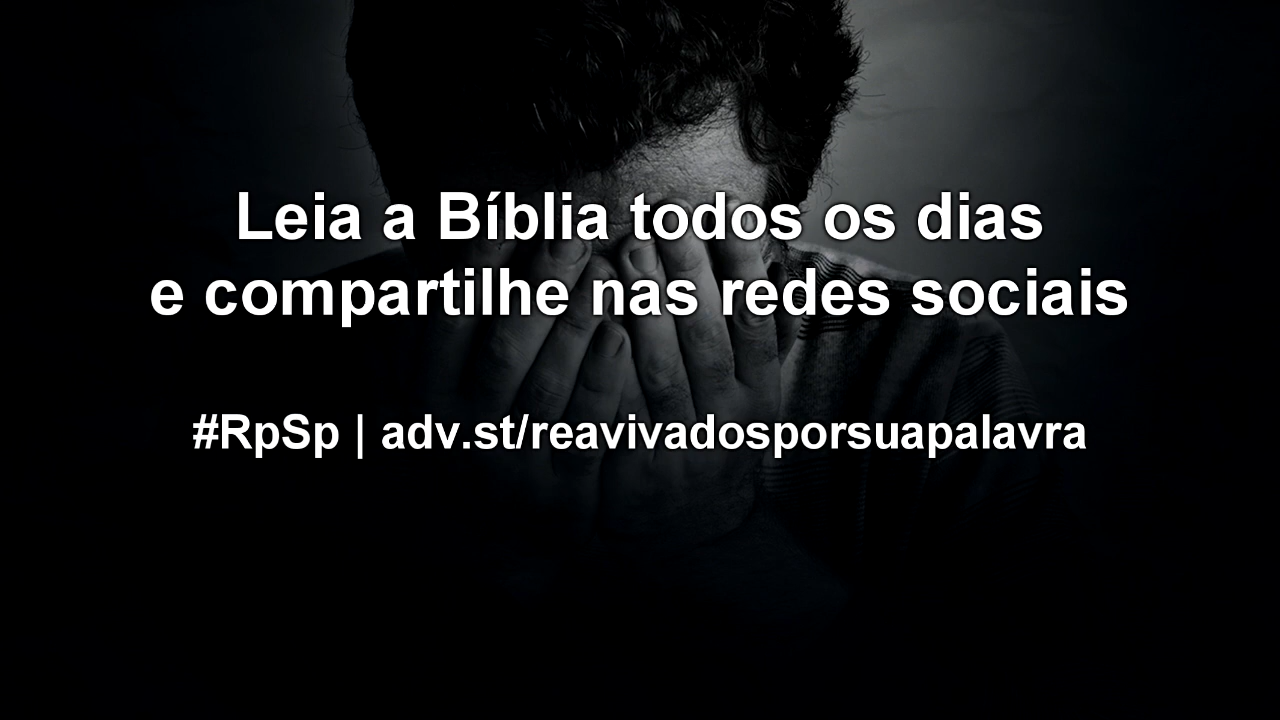 Leia a Bíblia todos os dias
e compartilhe nas redes sociais
#RpSp | adv.st/reavivadosporsuapalavra